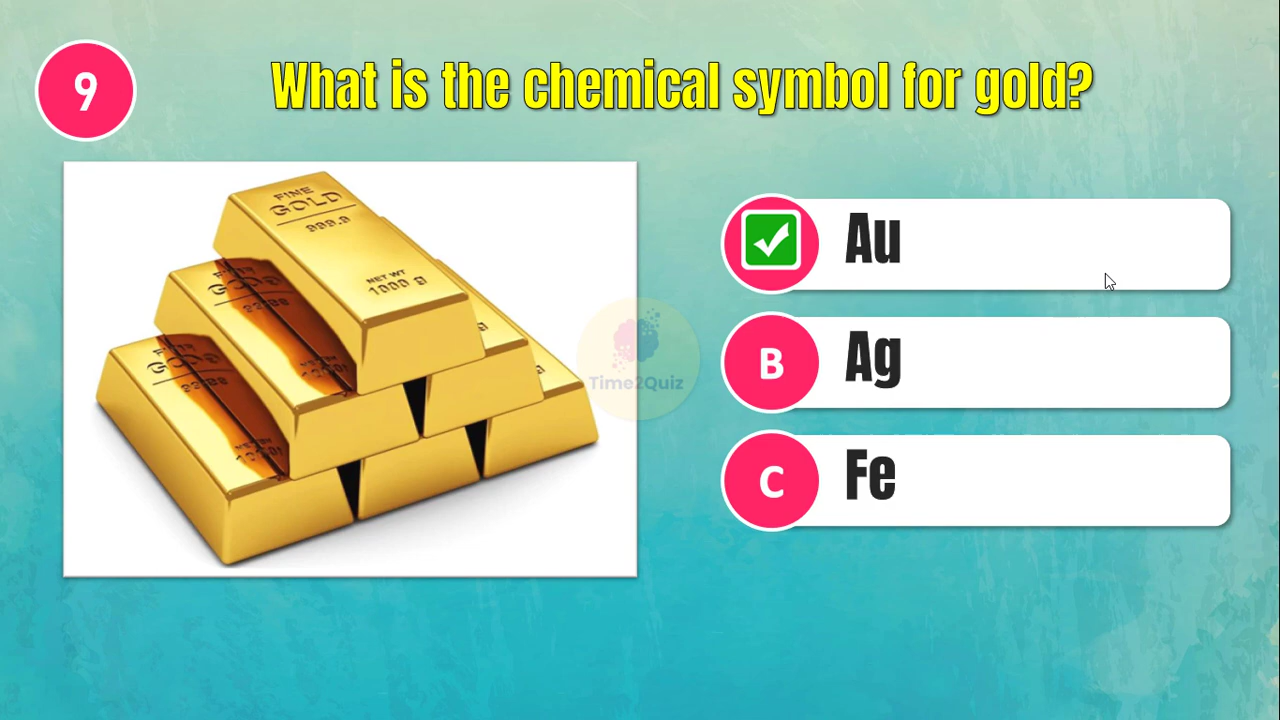 9
What is the chemical symbol for gold?
FINE
GOLD
999.9
NET WT
1000 g
GOLD
Au
B
Ag
C
Fe
Time2Quiz